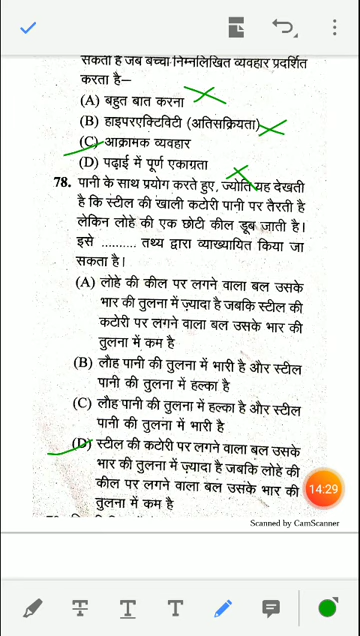 सकता है जब बच्चा निम्नलिखित व्यवहार प्रदर्शित
करता है—
(A) बहुत बात करना
(B) हाइपरएक्टिविटी (अतिसक्रियता)
(C) आक्रामक व्यवहार
(D) पढ़ाई में पूर्ण एकाग्रता
78. पानी के साथ प्रयोग करते हुए, ज्योति यह देखती
है कि स्टील की खाली कटोरी पानी पर तैरती है
लेकिन लोहे की एक छोटी कील डूब जाती है।
इसे .......... तथ्य द्वारा व्याख्यायित किया जा
सकता है।
(A) लोहे की कील पर लगने वाला बल उसके
भार की तुलना में ज़्यादा है जबकि स्टील की
कटोरी पर लगने वाला बल उसके भार की
तुलना में कम है
(B) लौह पानी की तुलना में भारी है और स्टील
पानी की तुलना में हल्का है
(C) लौह पानी की तुलना में हल्का है और स्टील
पानी की तुलना में भारी है
(D) स्टील की कटोरी पर लगने वाला बल उसके
भार की तुलना में ज़्यादा है जबकि लोहे की
कील पर लगने वाला बल उसके भार की
तुलना में कम है
14:29
Scanned by CamScanner
T T T